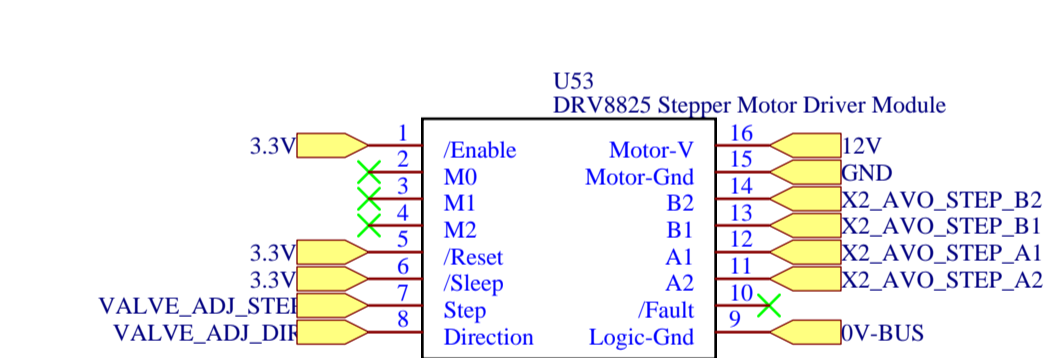 U53
DRV8825 Stepper Motor Driver Module
3.3V 1 /Enable Motor-V 16 12V
2 M0 Motor-Gnd 15 GND
3 M1 B2 14 X2_AVO_STEP_B2
4 M2 B1 13 X2_AVO_STEP_B1
3.3V 5 /Reset A1 12 X2_AVO_STEP_A1
3.3V 6 /Sleep A2 11 X2_AVO_STEP_A2
VALVE_ADJ_STEP 7 Step /Fault 10
VALVE_ADJ_DIR 8 Direction Logic-Gnd 9 0V-BUS